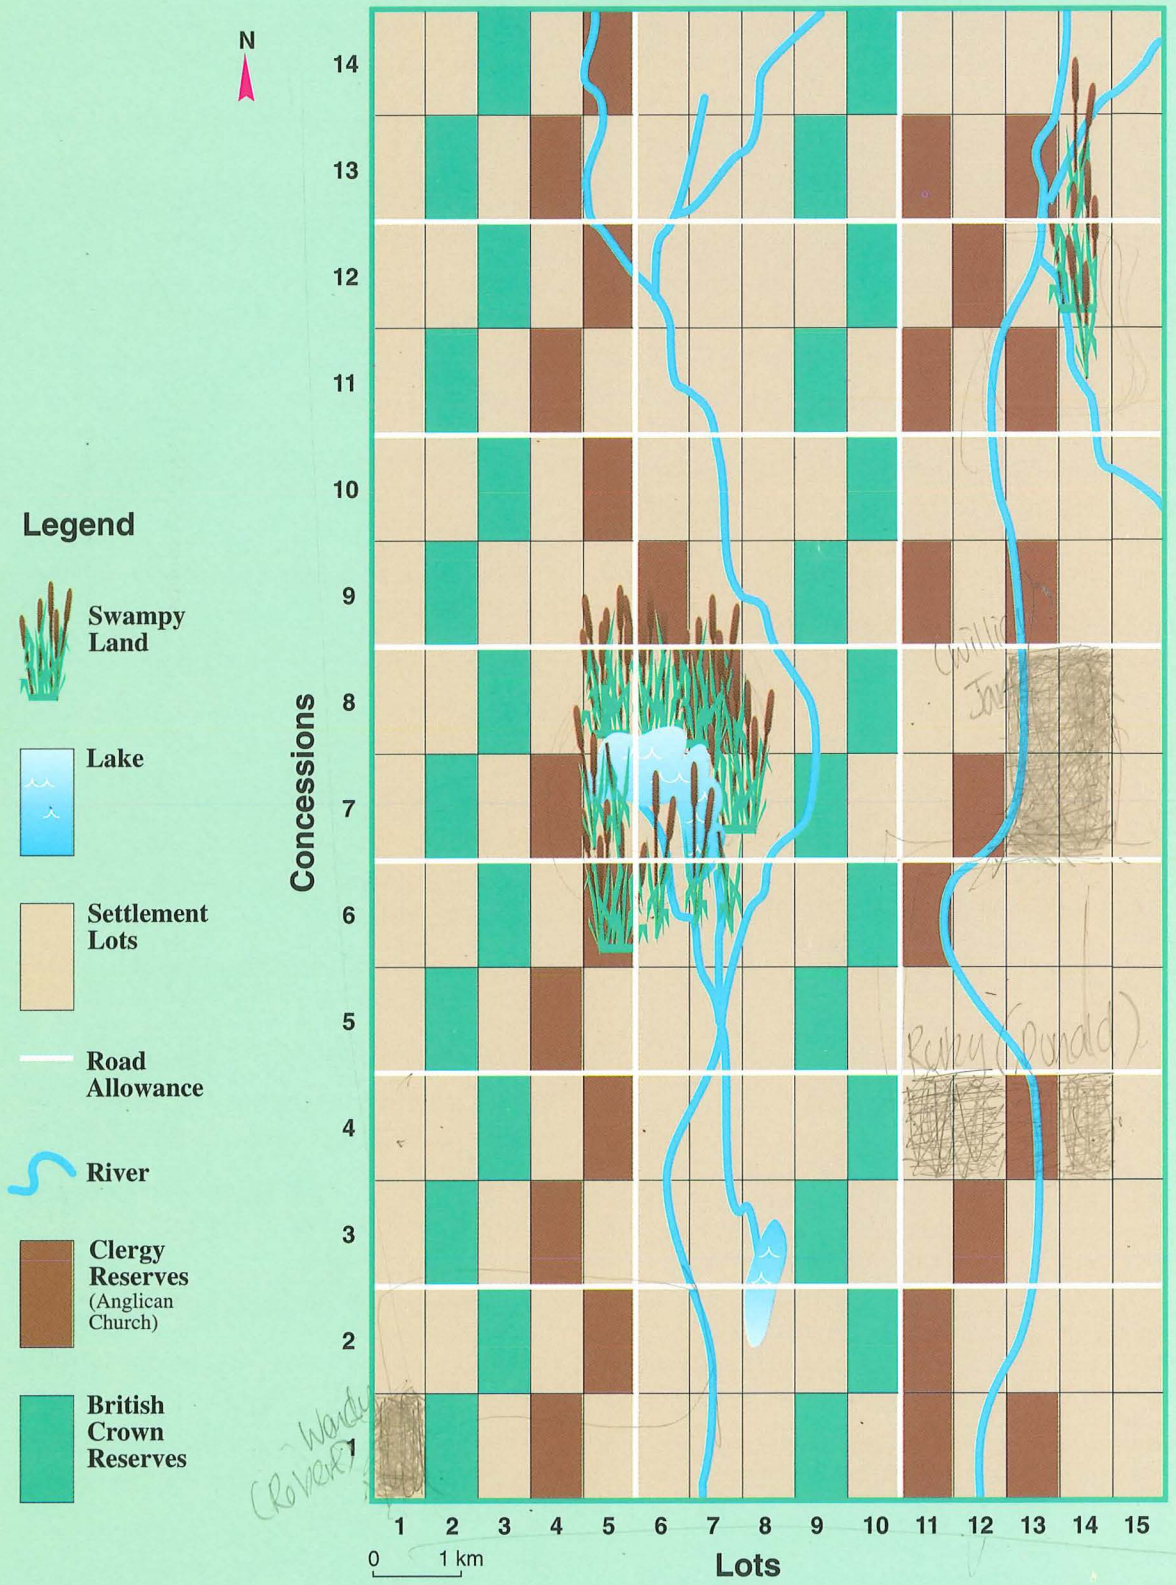 N
14
13
12
11
10
9
8
7
6
5
4
3
2
1
Concessions
Legend
Swampy
Land
Lake
Settlement
Lots
Road
Allowance
River
Clergy
Reserves
(Anglican
Church)
British
Crown
Reserves
(Donald)
Wendy
(Robert)
1 2 3 4 5 6 7 8 9 10 11 12 13 14 15
0 1 km
Lots